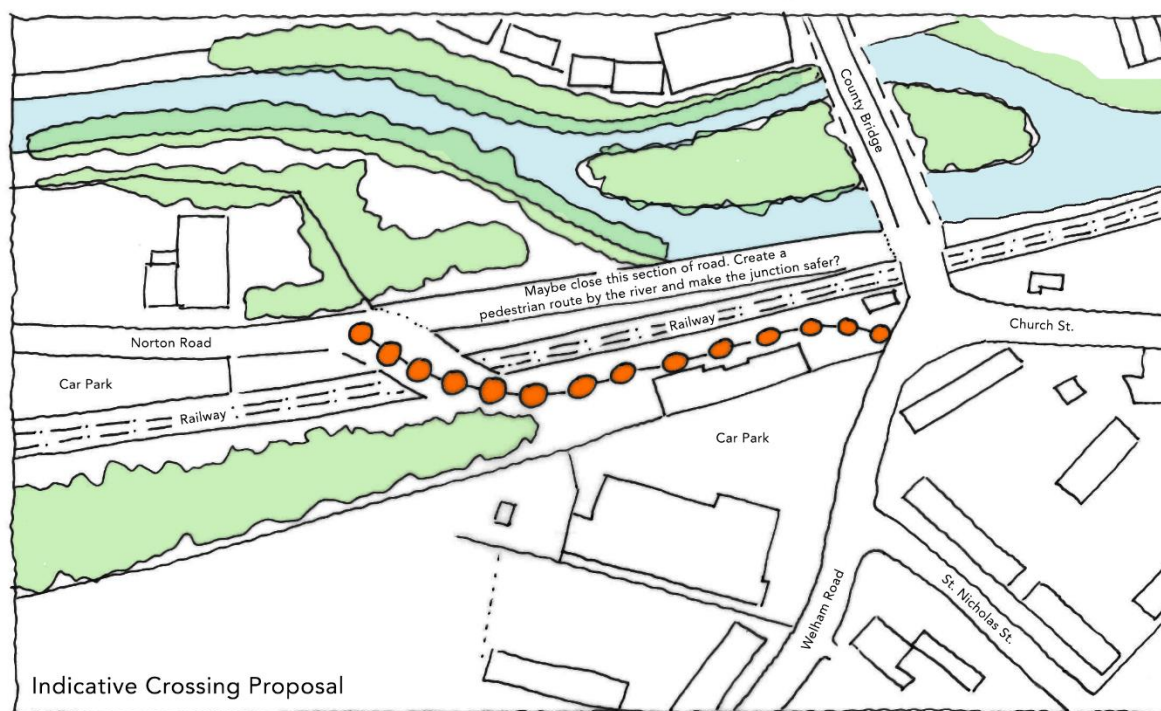 County Bridge
Maybe close this section of road. Create a
pedestrian route by the river and make the junction safer?
Railway
Church St.
Norton Road
Car Park
Railway
Car Park
Welham Road
St. Nicholas St.
Indicative Crossing Proposal